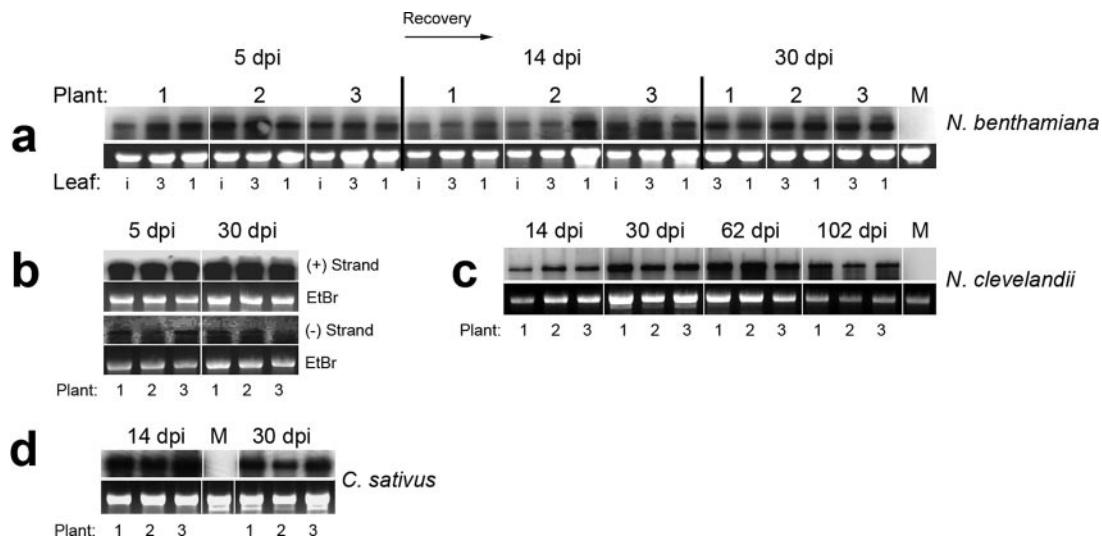 Recovery
5 dpi 14 dpi 30 dpi
Plant: 1 2 3 1 2 3 1 2 3 M
a N. benthamiana
Leaf: i 3 1 i 3 1 i 3 1 i 3 1 i 3 1 i 3 1 3 1 3 1 3 1
b 5 dpi 30 dpi
(+) Strand
EtBr
(-) Strand
EtBr
Plant: 1 2 3 1 2 3
c 14 dpi 30 dpi 62 dpi 102 dpi M
N. clevelandii
Plant: 1 2 3 1 2 3 1 2 3 1 2 3
d 14 dpi M 30 dpi
C. sativus
Plant: 1 2 3 1 2 3